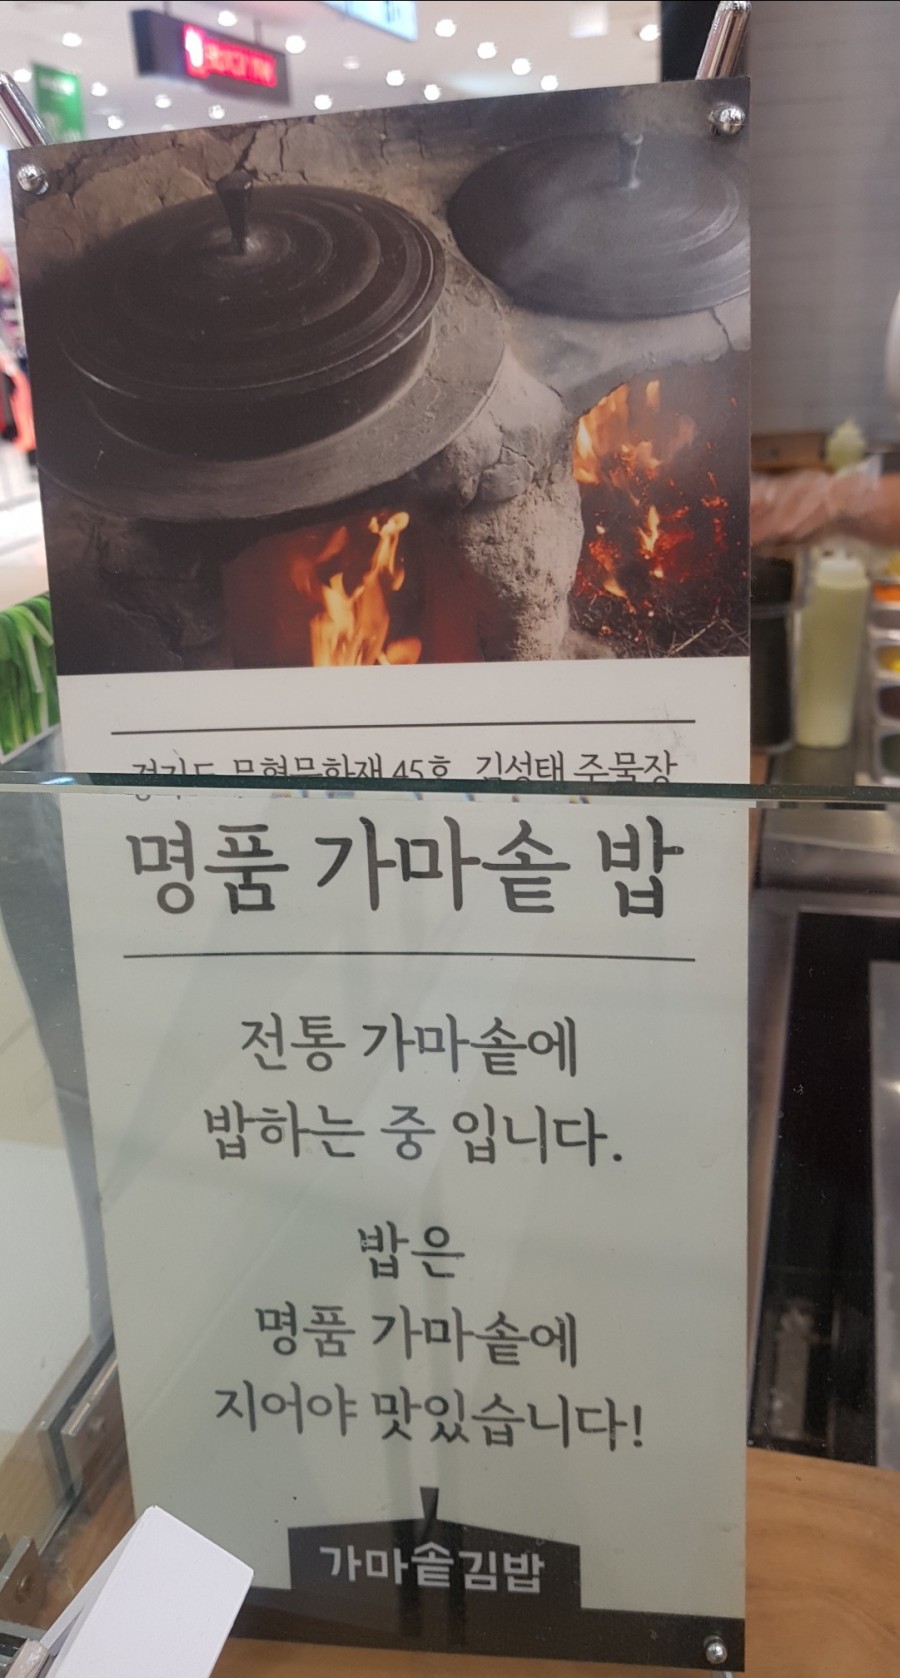 경기도 무형문화재 45호 김성태 주물장
명품 가마솥 밥
전통 가마솥에
밥하는 중 입니다.
밥은
명품 가마솥에
지어야 맛있습니다!
가마솥김밥